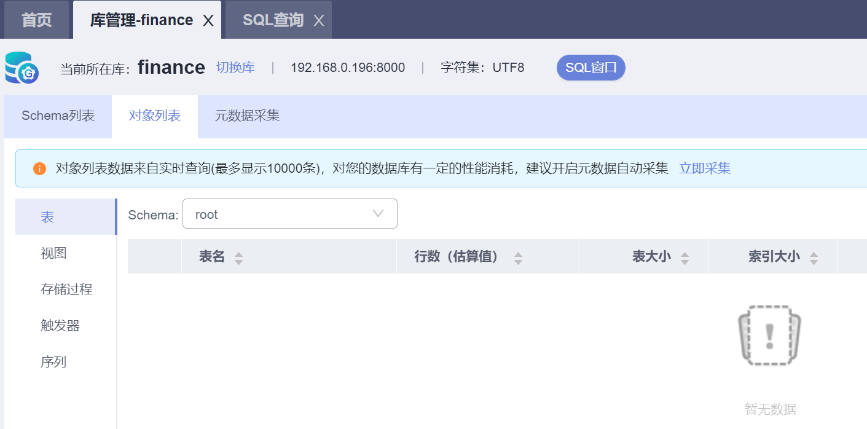 首页 库管理-finance X SQL查询 X
当前所在库: finance 切换库 | 192.168.0.196:8000 | 字符集: UTF8 SQL窗口
Schema列表 对象列表 元数据采集
对象列表数据来自实时查询(最多显示10000条)，对您的数据库有一定的性能消耗，建议开启元数据自动采集 立即采集
表 Schema: root
表名 行数（估算值） 表大小 索引大小
视图
存储过程
触发器
序列
暂无数据